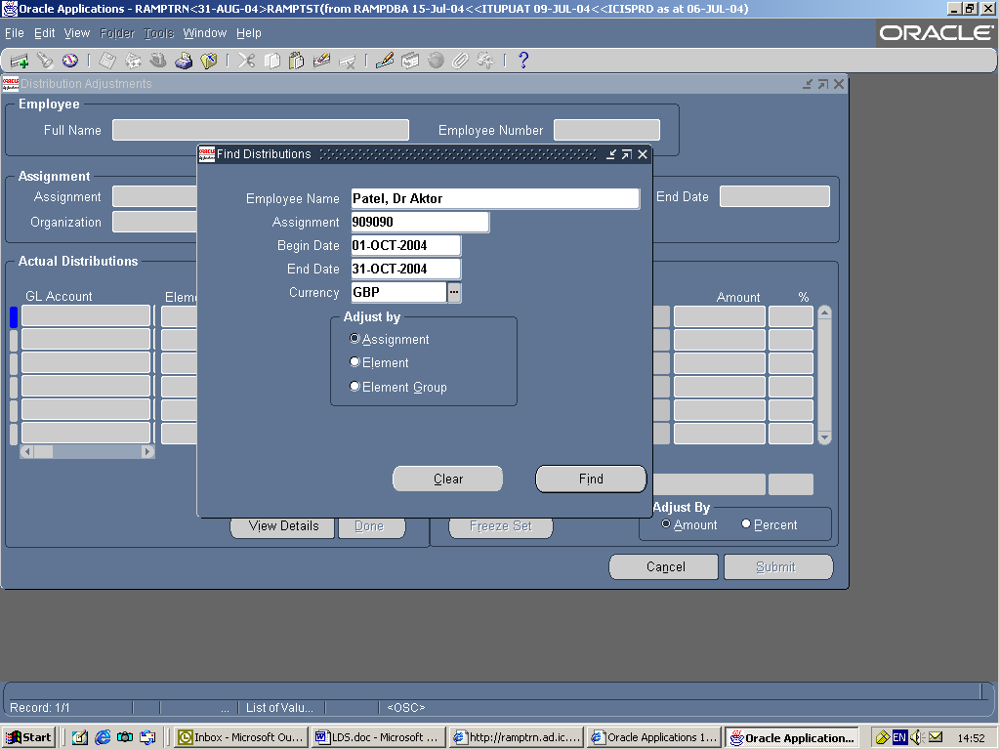 Oracle Applications - RAMPTRN<31-AUG-04>RAMPTST(from RAMPDBA 15-Jul-04<<ITUPUAT 09-JUL-04<<ICISPRD as at 06-JUL-04)
File Edit View Folder Tools Window Help
ORACLE
Distribution Adjustments
Employee
Full Name Employee Number
Find Distributions
Assignment
Assignment End Date
Organization
Employee Name Patel, Dr Aktor
Assignment 909090
Begin Date 01-OCT-2004
End Date 31-OCT-2004
Currency GBP ...
Actual Distributions
GL Account Eleme Amount %
Adjust by
Assignment
Element
Element Group
Clear Find
Adjust By
Amount Percent
View Details Done Freeze Set
Cancel Submit
Record: 1/1 ... List of Valu... <OSC>
Start Inbox - Microsoft Ou... LDS.doc - Microsoft ... http://ramptrn.ad.ic.... Oracle Applications 1... Oracle Application... EN 14:52